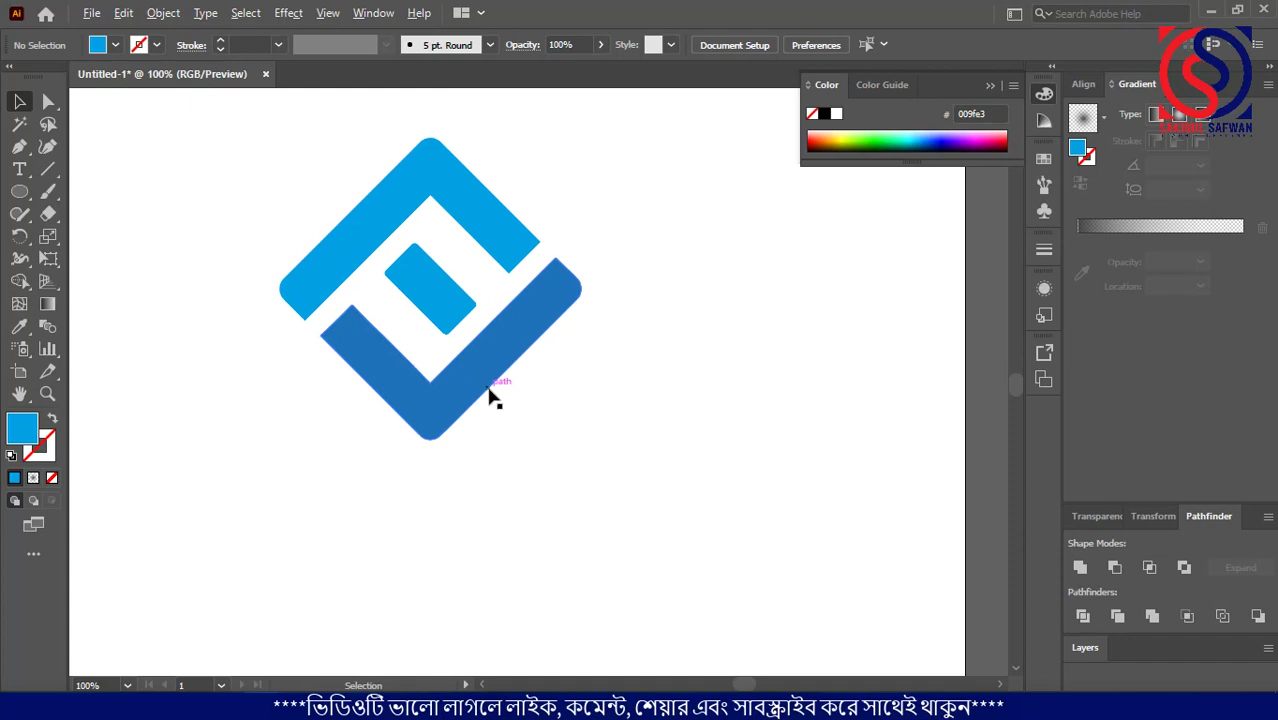 Ai File Edit Object Type Select Effect View Window Help Search Adobe Help
No Selection Stroke: 5 pt. Round Opacity: 100% Style: Document Setup Preferences
Untitled-1* @ 100% (RGB/Preview)
Color Color Guide
# 009fe3
Align Gradient
Type:
Stroke:
Opacity:
Location:
SAFWAN
path
Transparenc Transform Pathfinder
Shape Modes:
Expand
Pathfinders:
Layers
100% 1 Selection
****ভিডিওটি ভালো লাগলে লাইক, কমেন্ট, শেয়ার এবং সাবস্ক্রাইব করে সাথেই থাকুন****